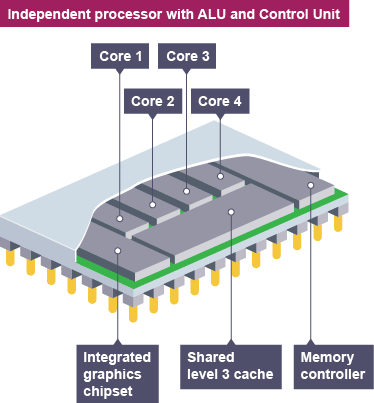 Independent processor with ALU and Control Unit
Core 1
Core 3
Core 2
Core 4
Integrated
graphics
chipset
Shared
level 3 cache
Memory
controller